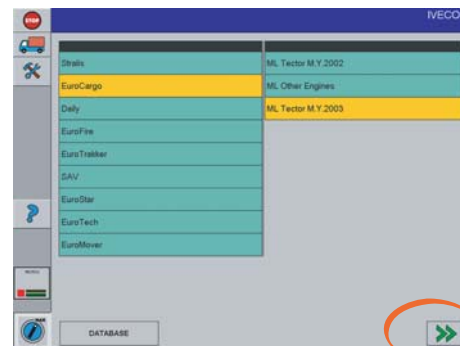 STOP
IVECO
Stralis
EuroCargo
Daily
EuroFire
EuroTrakker
SAV
EuroStar
EuroTech
EuroMover
ML Tector M.Y.2002
ML Other Engines
ML Tector M.Y.2003
DATABASE